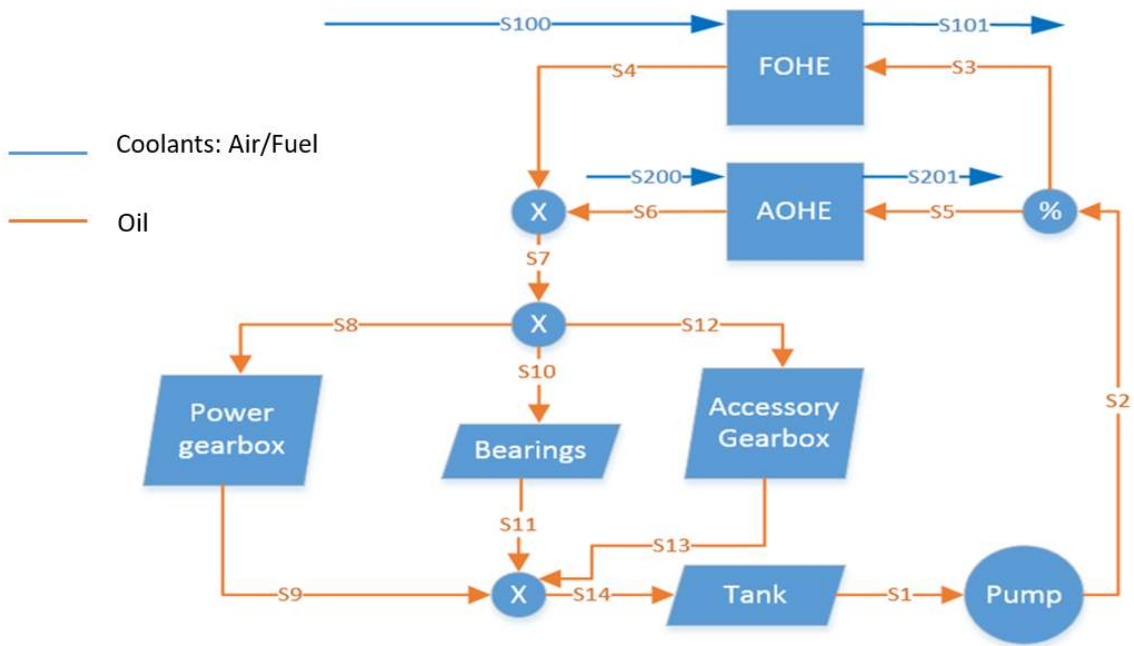 S100
S101
FOHE
S4
S3
Coolants: Air/Fuel
S200
S201
AOHE
X
S6
S5
%
Oil
S7
S8
X
S12
S10
Power
gearbox
Accessory
Gearbox
S2
Bearings
S11
S13
S9
X
S14
Tank
S1
Pump